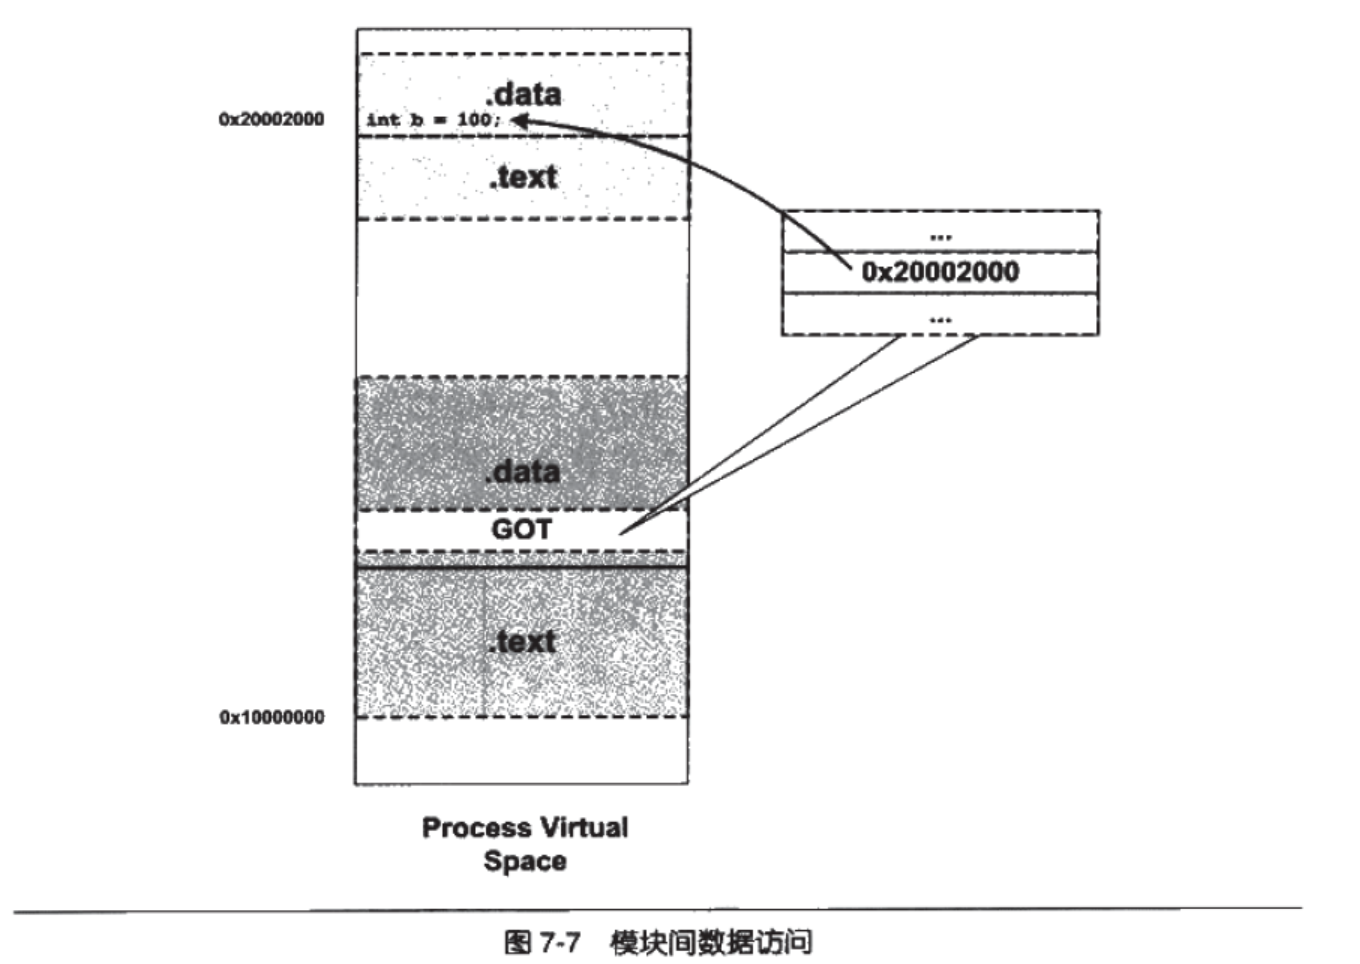 .data
0x20002000
int b = 100;
.text
...
0x20002000
...
.data
GOT
.text
0x10000000
Process Virtual
Space
图 7-7 模块间数据访问